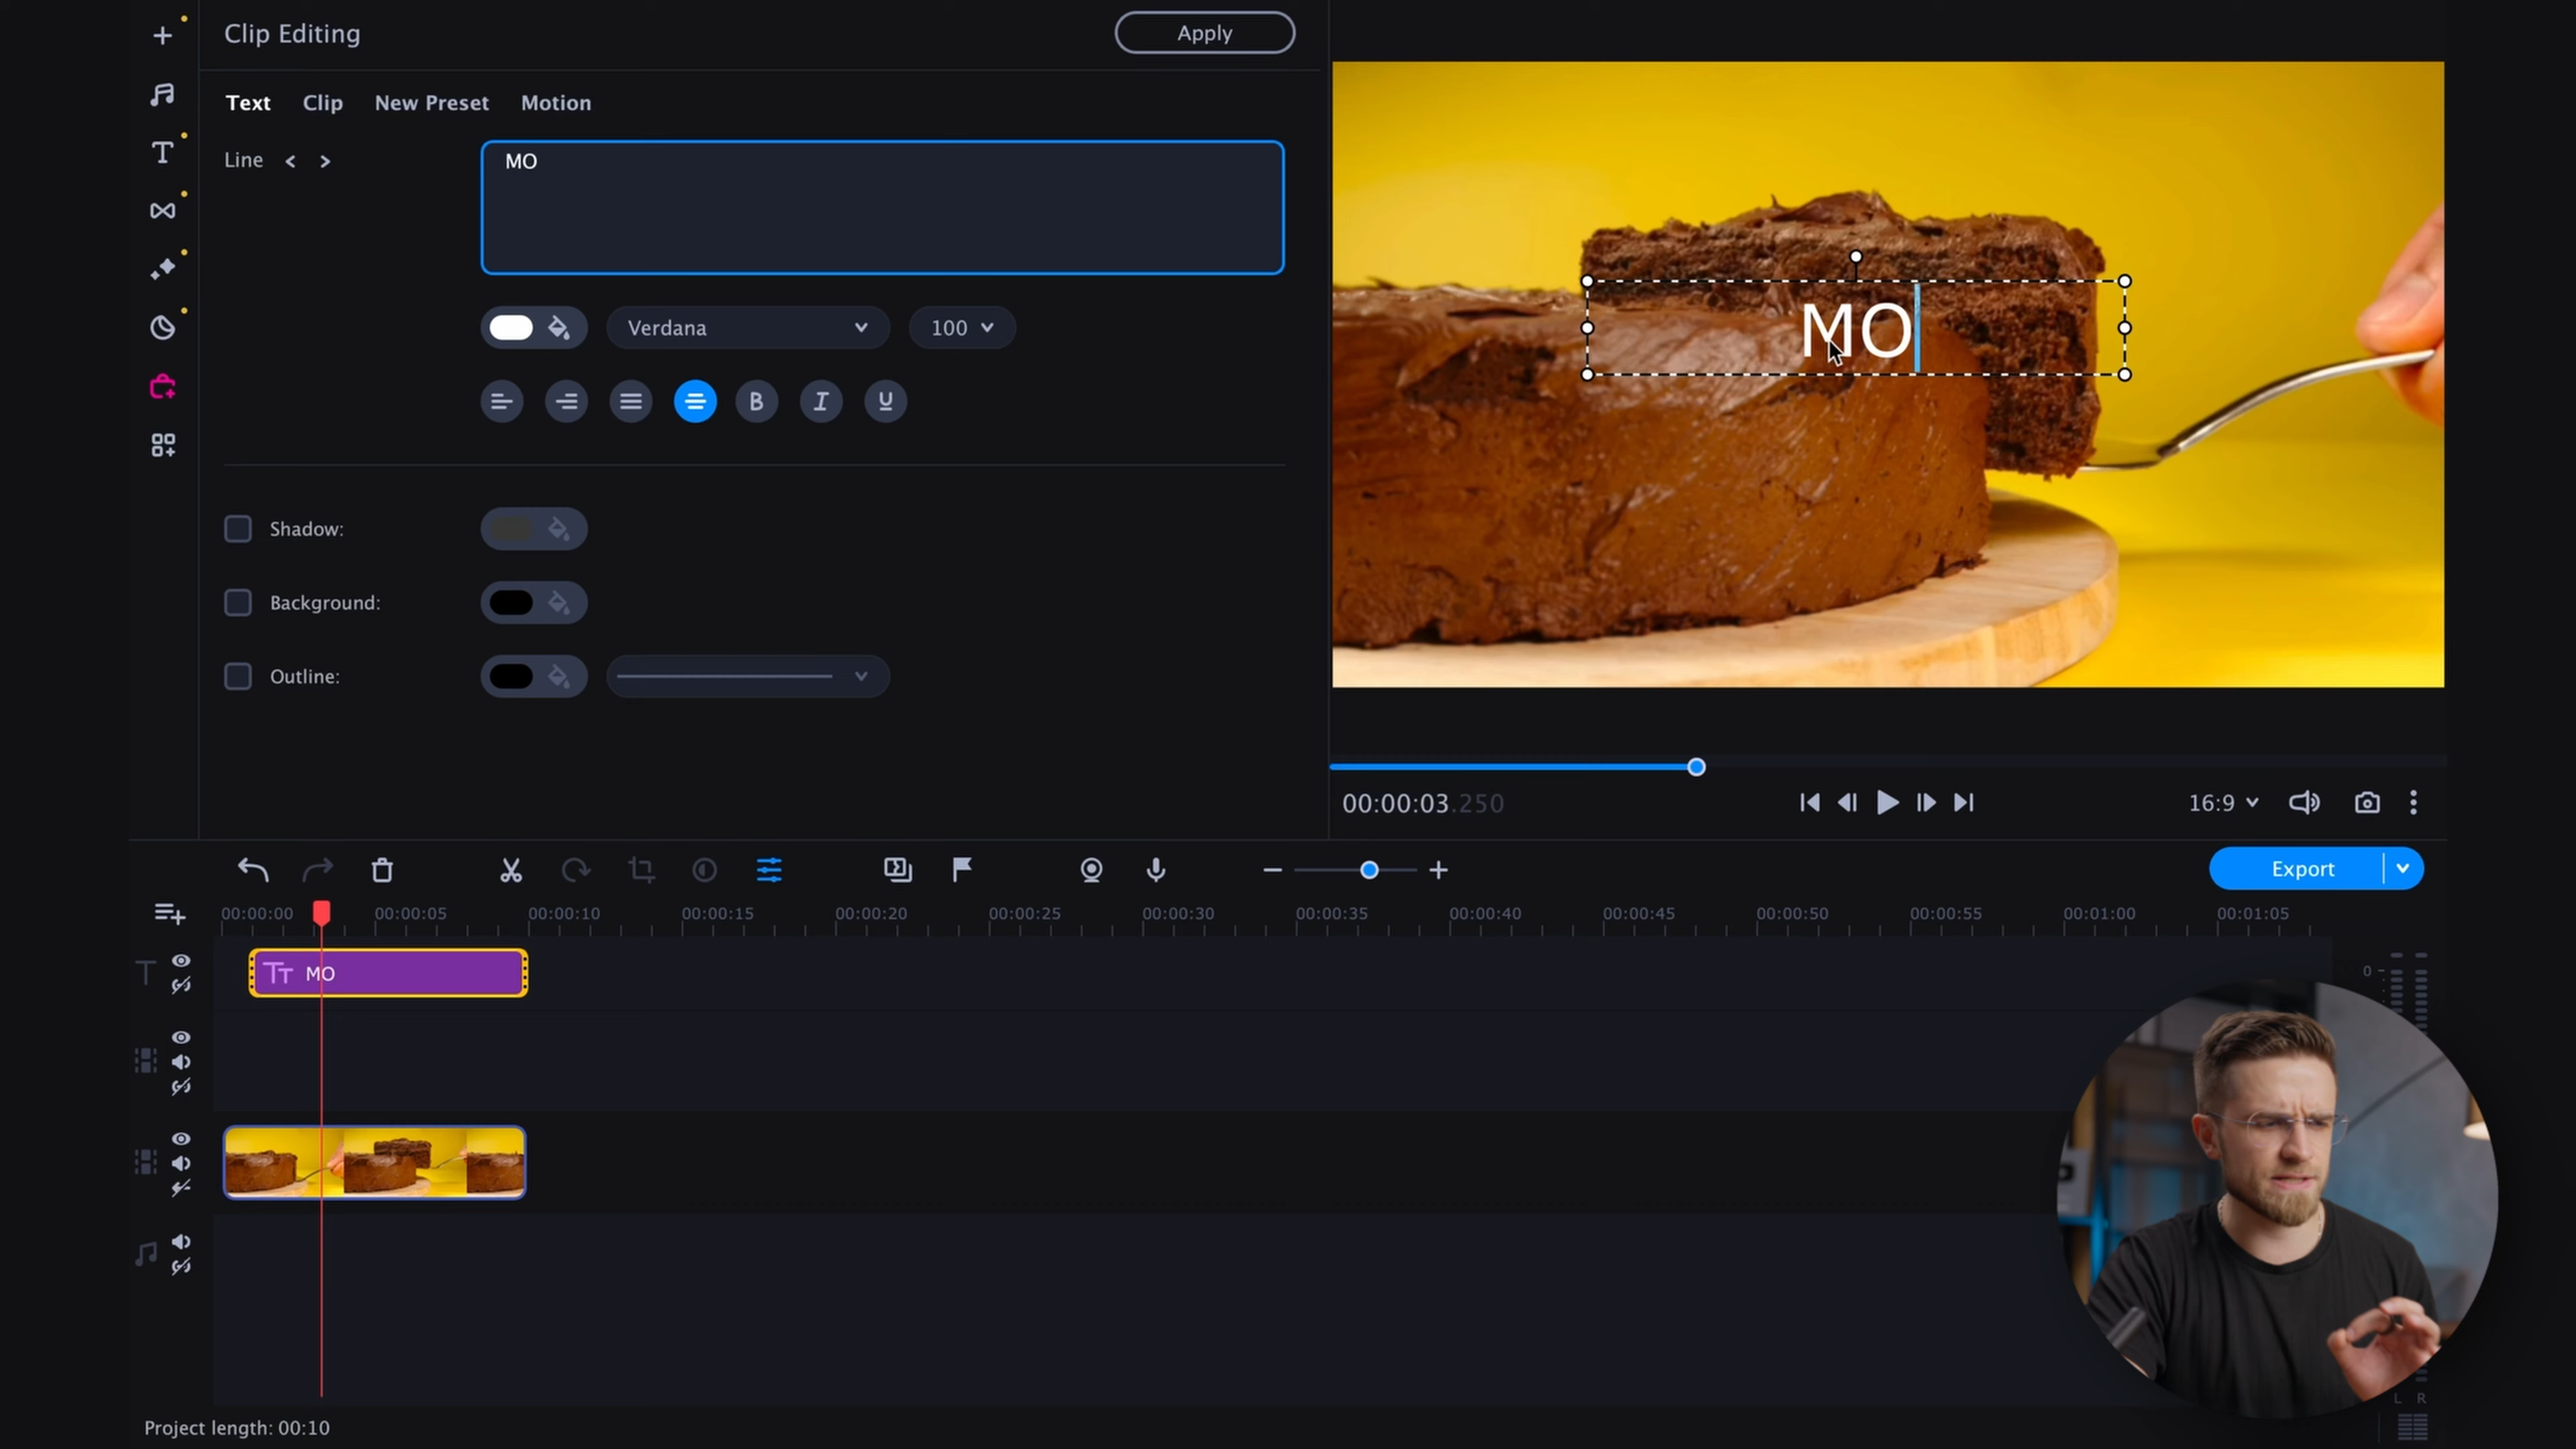 Clip Editing
Apply
Text Clip New Preset Motion
Line < >
MO
Verdana
100
B I U
Shadow:
Background:
Outline:
MO
00:00:03.250
16:9
Export
00:00:00 00:00:05 00:00:10 00:00:15 00:00:20 00:00:25 00:00:30 00:00:35 00:00:40 00:00:45 00:00:50 00:00:55 00:01:00 00:01:05
MO
0
L R
Project length: 00:10